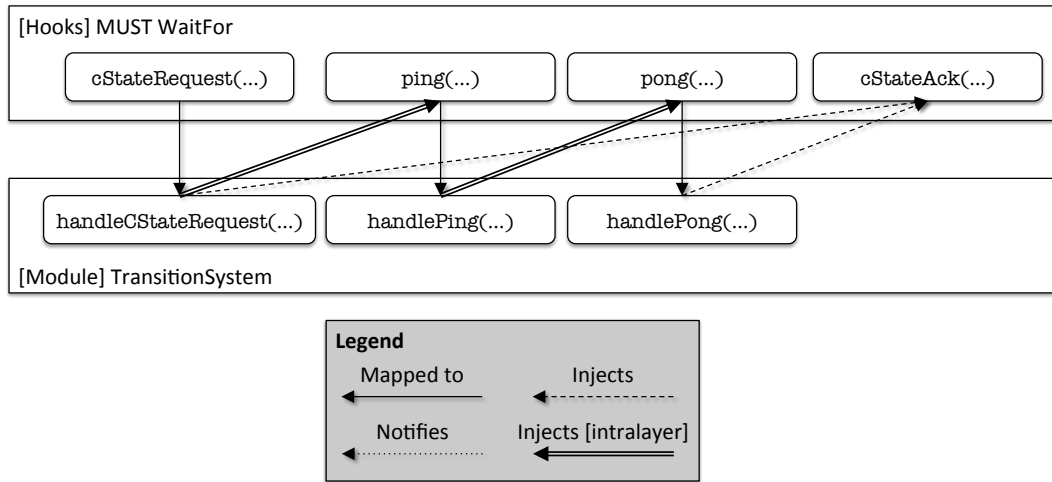 [Hooks] MUST WaitFor
cStateRequest(...)
ping(...)
pong(...)
cStateAck(...)
handleCStateRequest(...)
handlePing(...)
handlePong(...)
[Module] TransitionSystem
Legend
Mapped to
Injects
Notifies
Injects [intralayer]